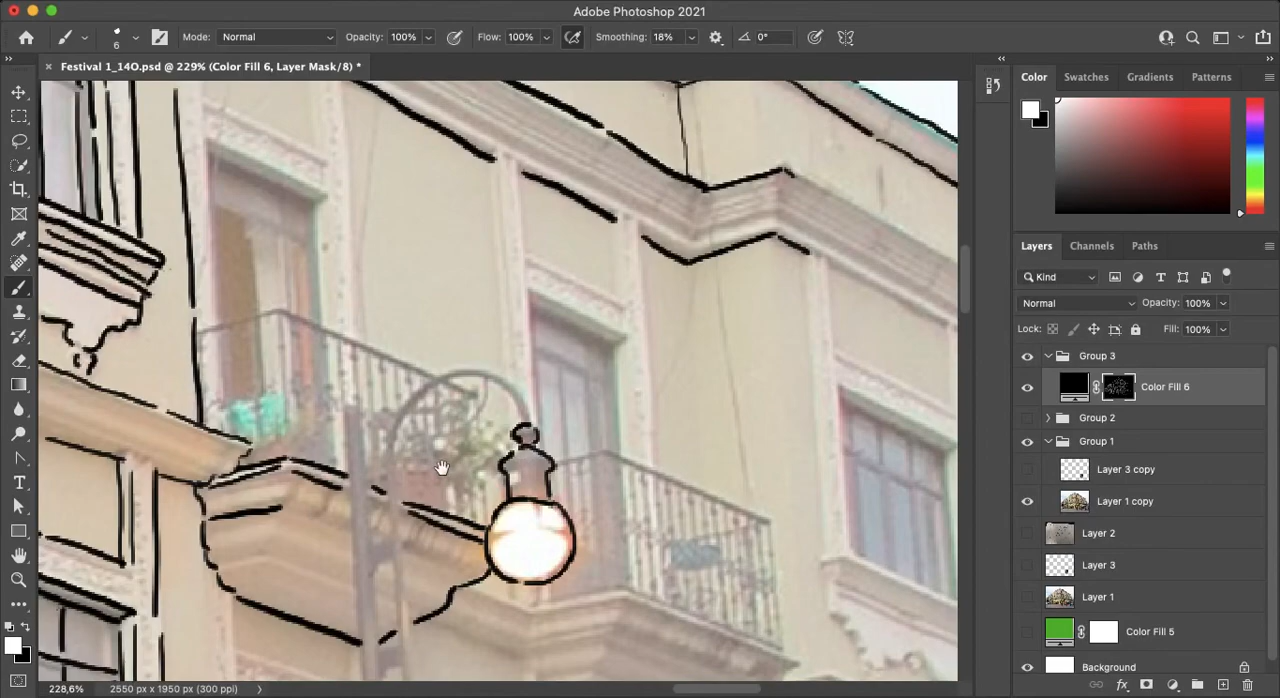 Adobe Photoshop 2021
6
Mode: Normal
Opacity: 100%
Flow: 100%
Smoothing: 18%
0°
Festival 1_14O.psd @ 229% (Color Fill 6, Layer Mask/8) *
Color
Swatches
Gradients
Patterns
Layers
Channels
Paths
Kind
Normal
Opacity: 100%
Lock:
Fill: 100%
Group 3
Color Fill 6
Group 2
Group 1
Layer 3 copy
Layer 1 copy
Layer 2
Layer 3
Layer 1
Color Fill 5
Background
fx
228,6%
2550 px x 1950 px (300 ppi)